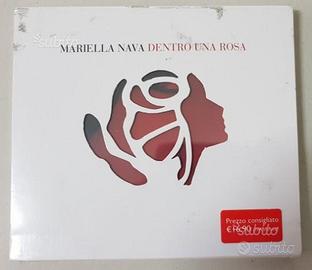 subito
MARIELLA NAVA DENTRO UNA ROSA
Prezzo consigliato
subito
subito